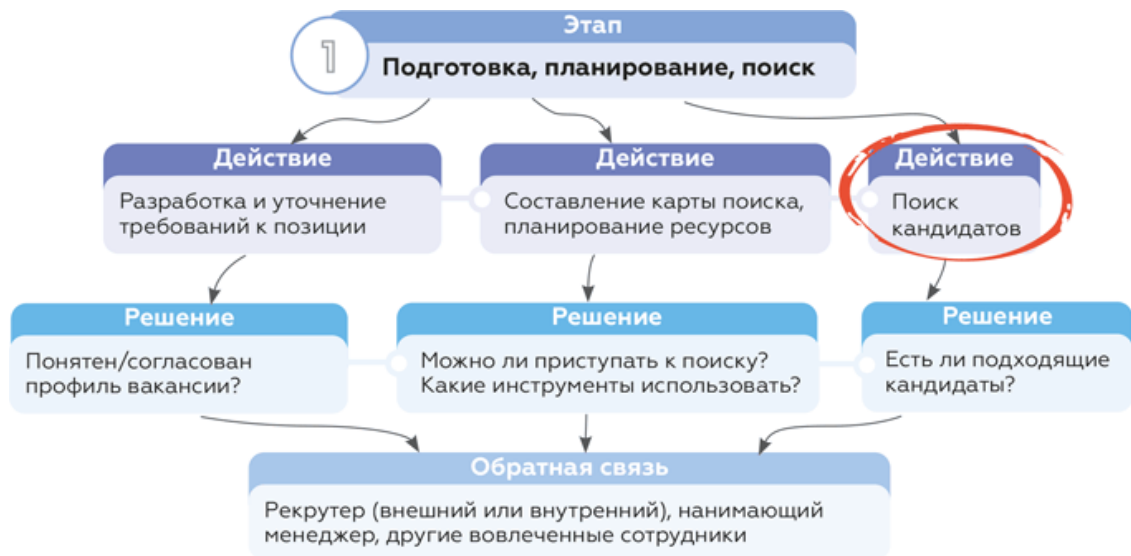 Этап
1
Подготовка, планирование, поиск
Действие
Разработка и уточнение
требований к позиции
Действие
Составление карты поиска,
планирование ресурсов
Действие
Поиск
кандидатов
Решение
Понятен/согласован
профиль вакансии?
Решение
Можно ли приступать к поиску?
Какие инструменты использовать?
Решение
Есть ли подходящие
кандидаты?
Обратная связь
Рекрутер (внешний или внутренний), нанимающий
менеджер, другие вовлеченные сотрудники